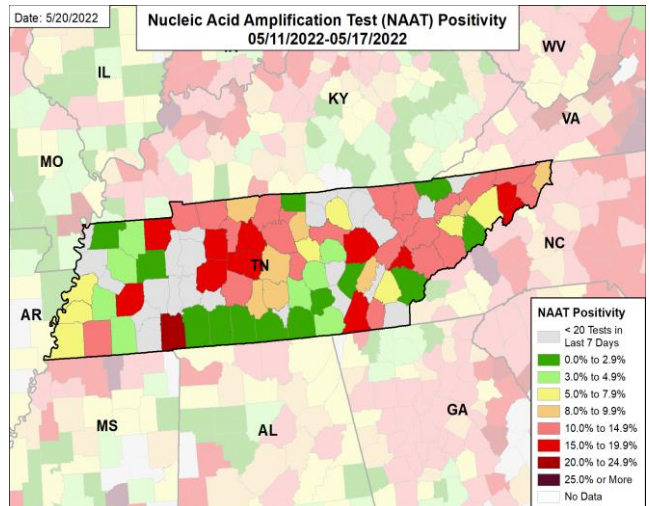 Date: 5/20/2022
Nucleic Acid Amplification Test (NAAT) Positivity
05/11/2022-05/17/2022
IL
WV
KY
VA
MO
TN
NC
AR
MS
AL
GA
NAAT Positivity
< 20 Tests in
Last 7 Days
0.0% to 2.9%
3.0% to 4.9%
5.0% to 7.9%
8.0% to 9.9%
10.0% to 14.9%
15.0% to 19.9%
20.0% to 24.9%
25.0% or More
No Data